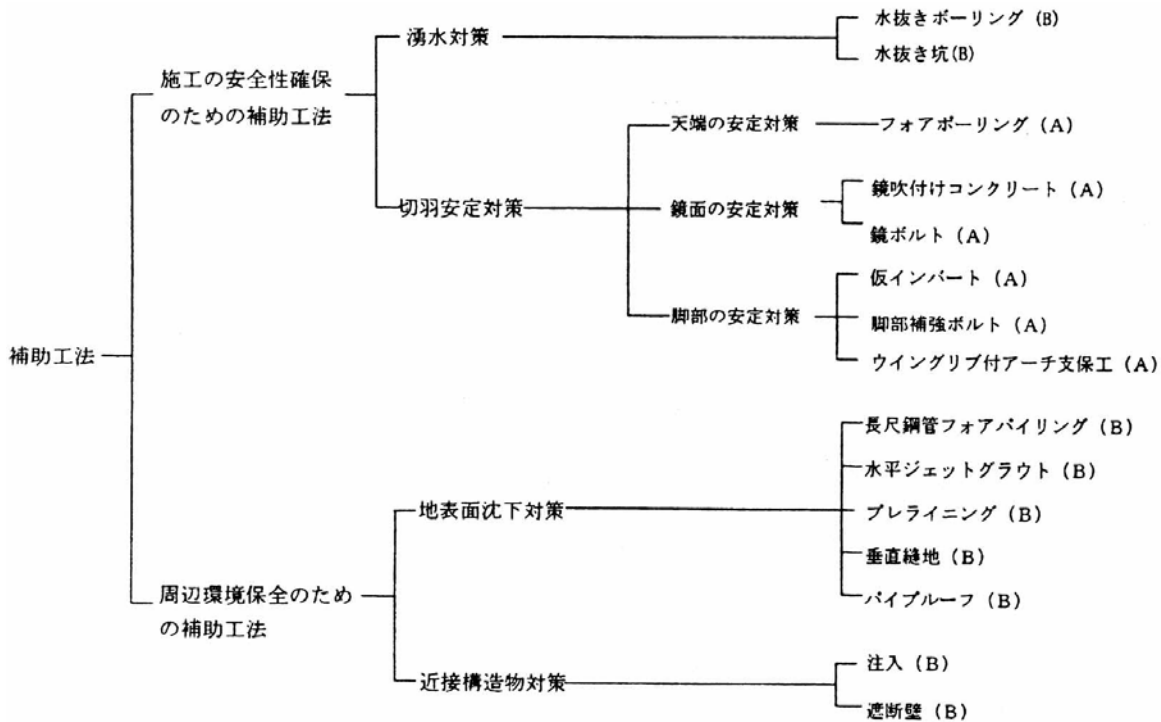 補助工法
施工の安全性確保
のための補助工法
湧水対策
水抜きボーリング (B)
水抜き坑(B)
切羽安定対策
天端の安定対策
フォアポーリング (A)
鏡面の安定対策
鏡吹付けコンクリート (A)
鏡ボルト (A)
脚部の安定対策
仮インバート (A)
脚部補強ボルト (A)
ウイングリブ付アーチ支保工 (A)
周辺環境保全のため
の補助工法
地表面沈下対策
長尺鋼管フォアパイリング (B)
水平ジェットグラウト (B)
プレライニング (B)
垂直縫地 (B)
パイプルーフ (B)
近接構造物対策
注入 (B)
遮断壁 (B)